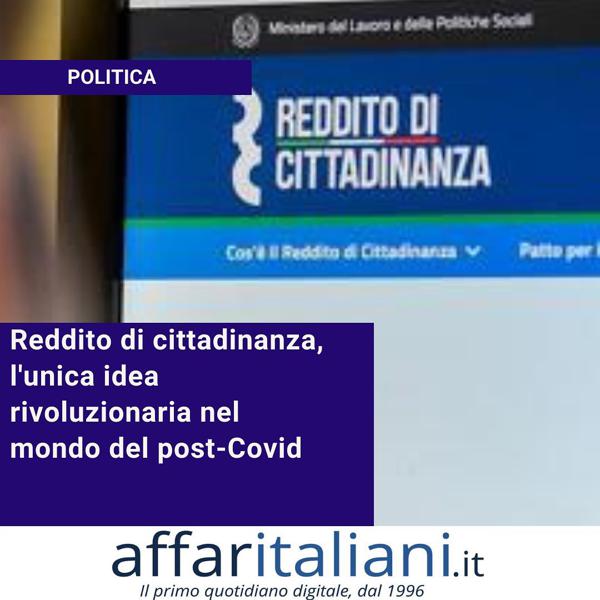 Ministero del Lavoro e delle Politiche Sociali
POLITICA
REDDITO DI
CITTADINANZA
Cos'è il Reddito di Cittadinanza
Patto per
Reddito di cittadinanza,
l'unica idea
rivoluzionaria nel
mondo del post-Covid
affaritaliani.it
Il primo quotidiano digitale, dal 1996